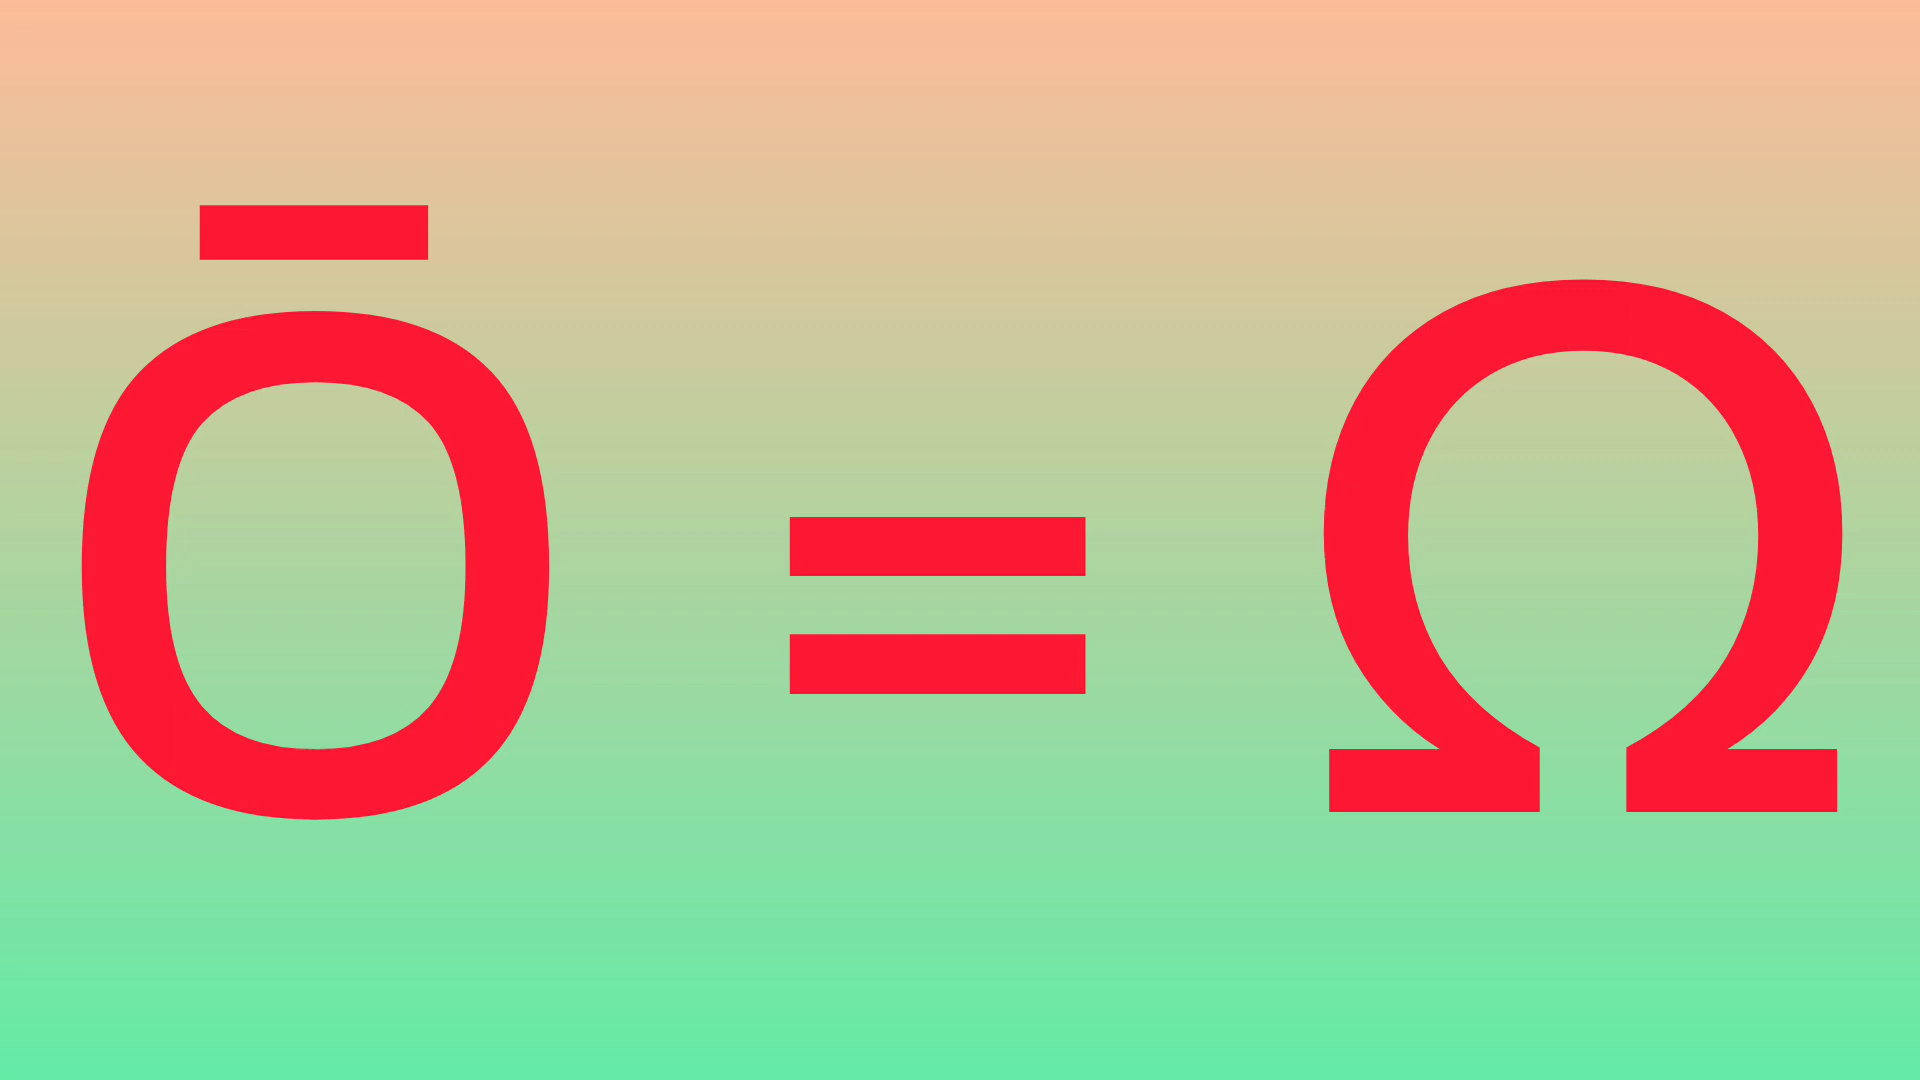 Ō = Ω